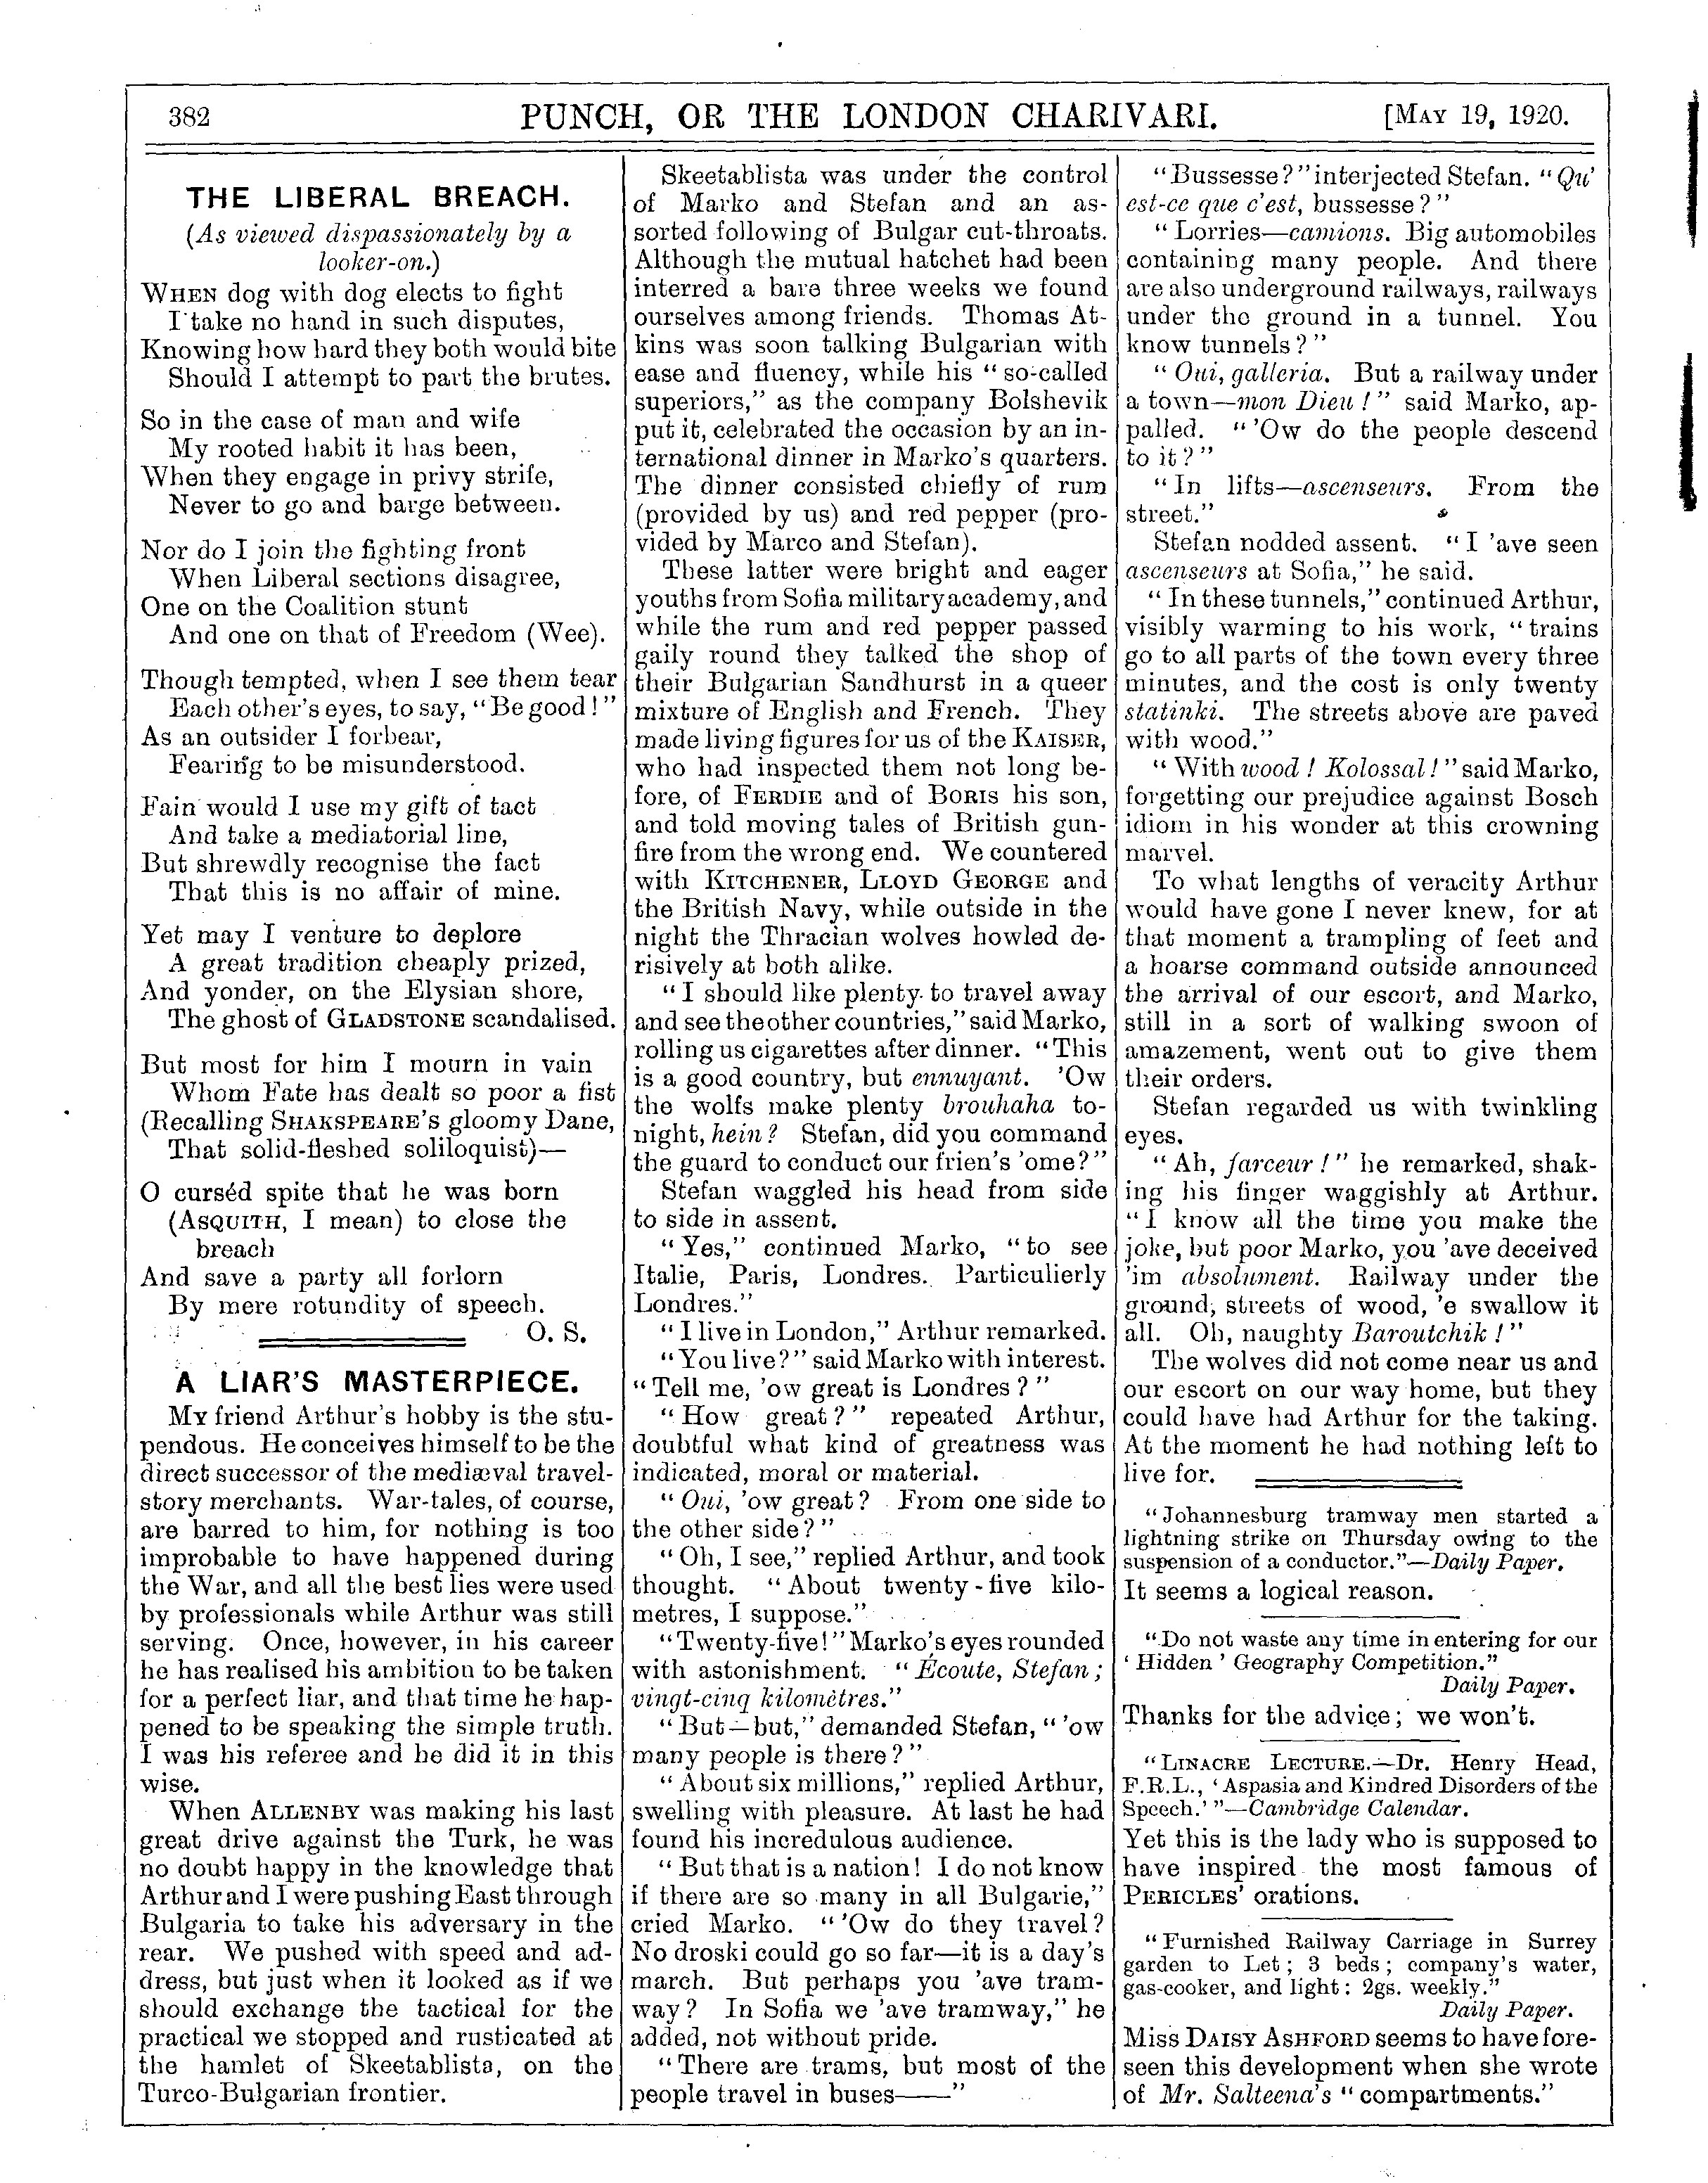 382
PUNCH, OR THE LONDON CHARIVARI.
[MAY 19, 1920.
THE LIBERAL BREACH.
(As viewed dispassionately by a
looker-on.)
WHEN dog with dog elects to fight
I take no hand in such disputes,
Knowing how hard they both would bite
Should I attempt to part the brutes.
So in the case of man and wife
My rooted habit it has been,
When they engage in privy strife,
Never to go and barge between.
Nor do I join the fighting front
When Liberal sections disagree,
One on the Coalition stunt
And one on that of Freedom (Wee).
Though tempted, when I see them tear
Each other's eyes, to say, "Be good!"
As an outsider I forbear,
Fearing to be misunderstood.
Fain would I use my gift of tact
And take a mediatorial line,
But shrewdly recognise the fact
That this is no affair of mine.
Yet may I venture to deplore
A great tradition cheaply prized,
And yonder, on the Elysian shore,
The ghost of GLADSTONE scandalised.
But most for him I mourn in vain
Whom Fate has dealt so poor a fist
(Recalling SHAKSPEARE'S gloomy Dane,
That solid-fleshed soliloquist)—
O curséd spite that he was born
(ASQUITH, I mean) to close the
breach
And save a party all forlorn
By mere rotundity of speech.
O. S.
A LIAR'S MASTERPIECE.
MY friend Arthur's hobby is the stu-
pendous. He conceives himself to be the
direct successor of the mediæval travel-
story merchants. War-tales, of course,
are barred to him, for nothing is too
improbable to have happened during
the War, and all the best lies were used
by professionals while Arthur was still
serving. Once, however, in his career
he has realised his ambition to be taken
for a perfect liar, and that time he hap-
pened to be speaking the simple truth.
I was his referee and he did it in this
wise.
When ALLENBY was making his last
great drive against the Turk, he was
no doubt happy in the knowledge that
Arthur and I were pushing East through
Bulgaria to take his adversary in the
rear. We pushed with speed and ad-
dress, but just when it looked as if we
should exchange the tactical for the
practical we stopped and rusticated at
the hamlet of Skeetablista, on the
Turco-Bulgarian frontier.
Skeetablista was under the control
of Marko and Stefan and an as-
sorted following of Bulgar cut-throats.
Although the mutual hatchet had been
interred a bare three weeks we found
ourselves among friends. Thomas At-
kins was soon talking Bulgarian with
ease and fluency, while his "so-called
superiors," as the company Bolshevik
put it, celebrated the occasion by an in-
ternational dinner in Marko's quarters.
The dinner consisted chiefly of rum
(provided by us) and red pepper (pro-
vided by Marco and Stefan).
These latter were bright and eager
youths from Sofia military academy, and
while the rum and red pepper passed
gaily round they talked the shop of
their Bulgarian Sandhurst in a queer
mixture of English and French. They
made living figures for us of the KAISER,
who had inspected them not long be-
fore, of FERDIE and of BORIS his son,
and told moving tales of British gun-
fire from the wrong end. We countered
with KITCHENER, LLOYD GEORGE and
the British Navy, while outside in the
night the Thracian wolves howled de-
risively at both alike.
"I should like plenty to travel away
and see the other countries," said Marko,
rolling us cigarettes after dinner. "This
is a good country, but ennuyant. 'Ow
the wolfs make plenty brouhaha to-
night, hein? Stefan, did you command
the guard to conduct our frien's 'ome?"
Stefan waggled his head from side
to side in assent.
"Yes," continued Marko, "to see
Italie, Paris, Londres. Particulierly
Londres."
"I live in London," Arthur remarked.
"You live?" said Marko with interest.
"Tell me, 'ow great is Londres?"
"How great?" repeated Arthur,
doubtful what kind of greatness was
indicated, moral or material.
"Oui, 'ow great? From one side to
the other side?"
"Oh, I see," replied Arthur, and took
thought. "About twenty-five kilo-
metres, I suppose."
"Twenty-five!" Marko's eyes rounded
with astonishment. "Écoute, Stefan;
vingt-cinq kilomètres."
"But—but," demanded Stefan, "'ow
many people is there?"
"About six millions," replied Arthur,
swelling with pleasure. At last he had
found his incredulous audience.
"But that is a nation! I do not know
if there are so many in all Bulgarie,"
cried Marko. "'Ow do they travel?
No droski could go so far—it is a day's
march. But perhaps you 'ave tram-
way? In Sofia we 'ave tramway," he
added, not without pride.
"There are trams, but most of the
people travel in buses——"
"Bussesse?" interjected Stefan. "Qu'
est-ce que c'est, bussesse?"
"Lorries—camions. Big automobiles
containing many people. And there
are also underground railways, railways
under the ground in a tunnel. You
know tunnels?"
"Oui, galleria. But a railway under
a town—mon Dieu!" said Marko, ap-
palled. "'Ow do the people descend
to it?"
"In lifts—ascenseurs. From the
street."
Stefan nodded assent. "I 'ave seen
ascenseurs at Sofia," he said.
"In these tunnels," continued Arthur,
visibly warming to his work, "trains
go to all parts of the town every three
minutes, and the cost is only twenty
statinki. The streets above are paved
with wood."
"With wood! Kolossal!" said Marko,
forgetting our prejudice against Bosch
idiom in his wonder at this crowning
marvel.
To what lengths of veracity Arthur
would have gone I never knew, for at
that moment a trampling of feet and
a hoarse command outside announced
the arrival of our escort, and Marko,
still in a sort of walking swoon of
amazement, went out to give them
their orders.
Stefan regarded us with twinkling
eyes.
"Ah, farceur!" he remarked, shak-
ing his finger waggishly at Arthur.
"I know all the time you make the
joke, but poor Marko, you 'ave deceived
'im absolument. Railway under the
ground, streets of wood, 'e swallow it
all. Oh, naughty Baroutchik!"
The wolves did not come near us and
our escort on our way home, but they
could have had Arthur for the taking.
At the moment he had nothing left to
live for.
"Johannesburg tramway men started a
lightning strike on Thursday owing to the
suspension of a conductor."—Daily Paper.
It seems a logical reason.
"Do not waste any time in entering for our
'Hidden' Geography Competition."
Daily Paper.
Thanks for the advice; we won't.
"LINACRE LECTURE.—Dr. Henry Head,
F.R.L., 'Aspasia and Kindred Disorders of the
Speech.'"—Cambridge Calendar.
Yet this is the lady who is supposed to
have inspired the most famous of
PERICLES' orations.
"Furnished Railway Carriage in Surrey
garden to Let; 3 beds; company's water,
gas-cooker, and light: 2gs. weekly."
Daily Paper.
Miss DAISY ASHFORD seems to have fore-
seen this development when she wrote
of Mr. Salteena's "compartments."